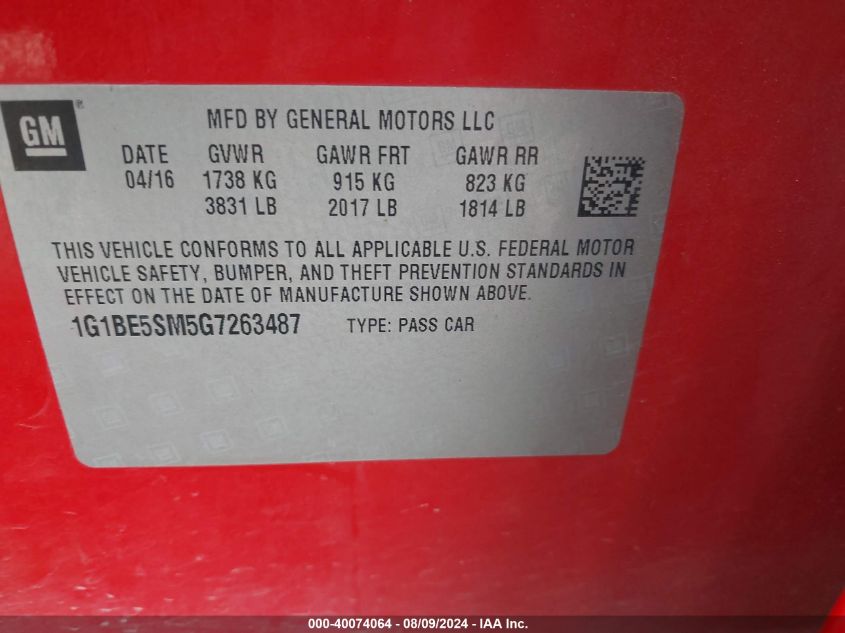 GM ®
MFD BY GENERAL MOTORS LLC
DATE GVWR GAWR FRT GAWR RR
04/16 1738 KG 915 KG 823 KG
3831 LB 2017 LB 1814 LB
THIS VEHICLE CONFORMS TO ALL APPLICABLE U.S. FEDERAL MOTOR
VEHICLE SAFETY, BUMPER, AND THEFT PREVENTION STANDARDS IN
EFFECT ON THE DATE OF MANUFACTURE SHOWN ABOVE.
1G1BE5SM5G7263487 TYPE: PASS CAR
000-40074064 | 08/09/2024 - IAA Inc.